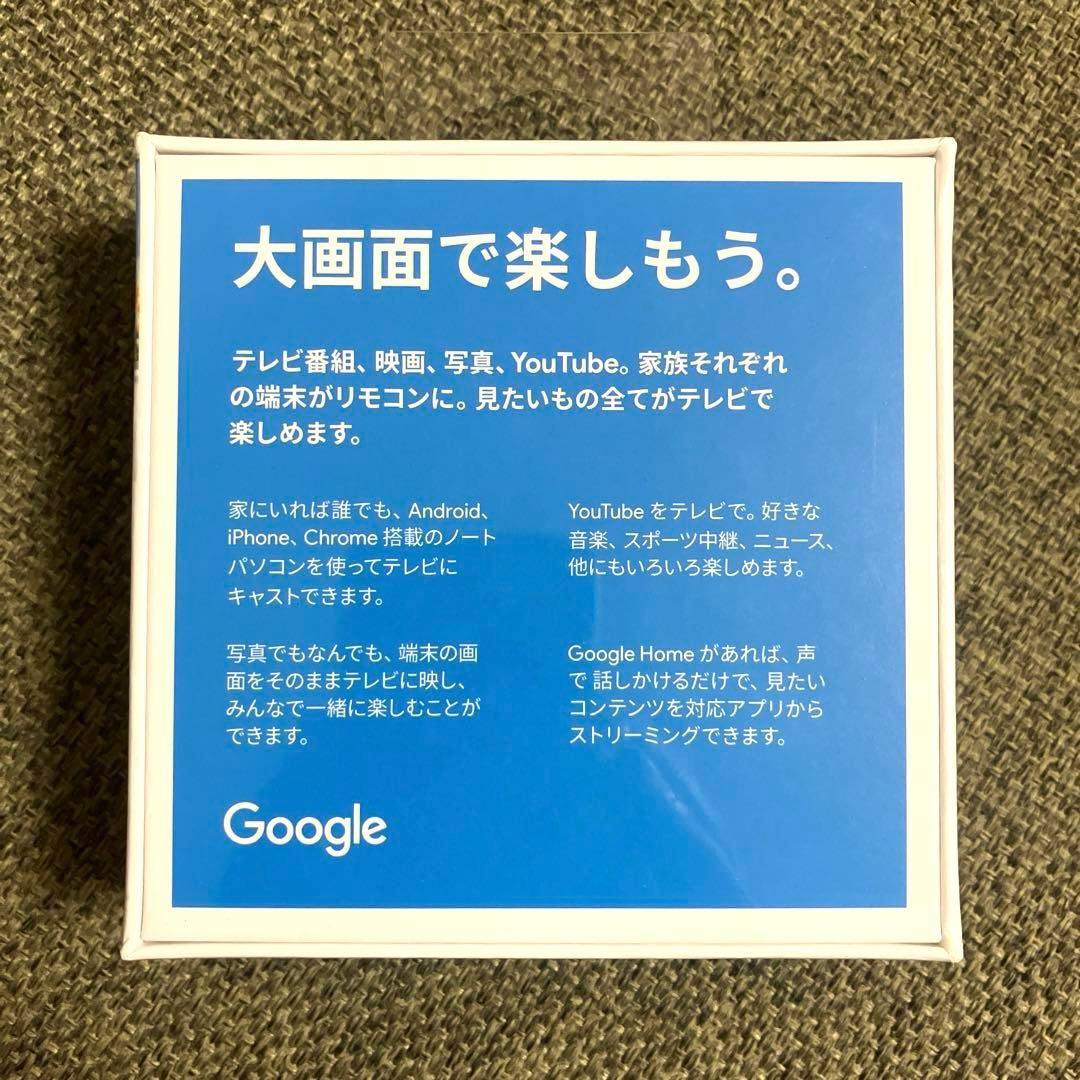 大画面で楽しもう。
テレビ番組、映画、写真、YouTube。家族それぞれ
の端末がリモコンに。見たいもの全てがテレビで
楽しめます。
家にいれば誰でも、Android、
iPhone、Chrome 搭載のノート
パソコンを使ってテレビに
キャストできます。
YouTube をテレビで。好きな
音楽、スポーツ中継、ニュース、
他にもいろいろ楽しめます。
写真でもなんでも、端末の画
面をそのままテレビに映し、
みんなで一緒に楽しむことが
できます。
Google Home があれば、声
で 話しかけるだけで、見たい
コンテンツを対応アプリから
ストリーミングできます。
Google